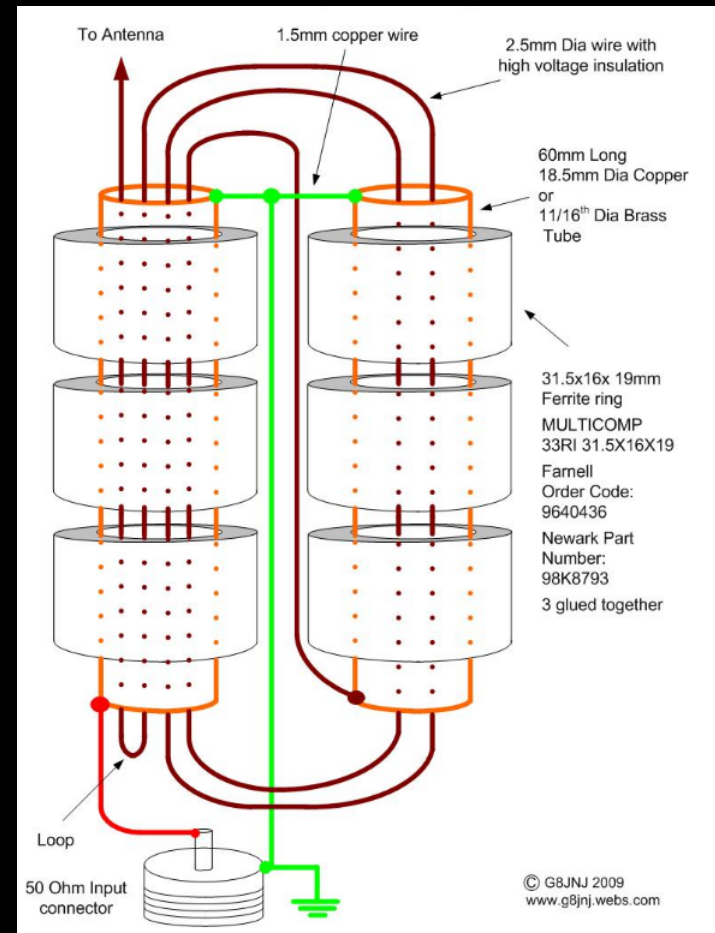 To Antenna
1.5mm copper wire
2.5mm Dia wire with
high voltage insulation
60mm Long
18.5mm Dia Copper
or
11/16th Dia Brass
Tube
31.5x16x 19mm
Ferrite ring
MULTICOMP
33RI 31.5X16X19
Farnell
Order Code:
9640436
Newark Part
Number:
98K8793
3 glued together
Loop
50 Ohm Input
connector
© G8JNJ 2009
www.g8jnj.webs.com